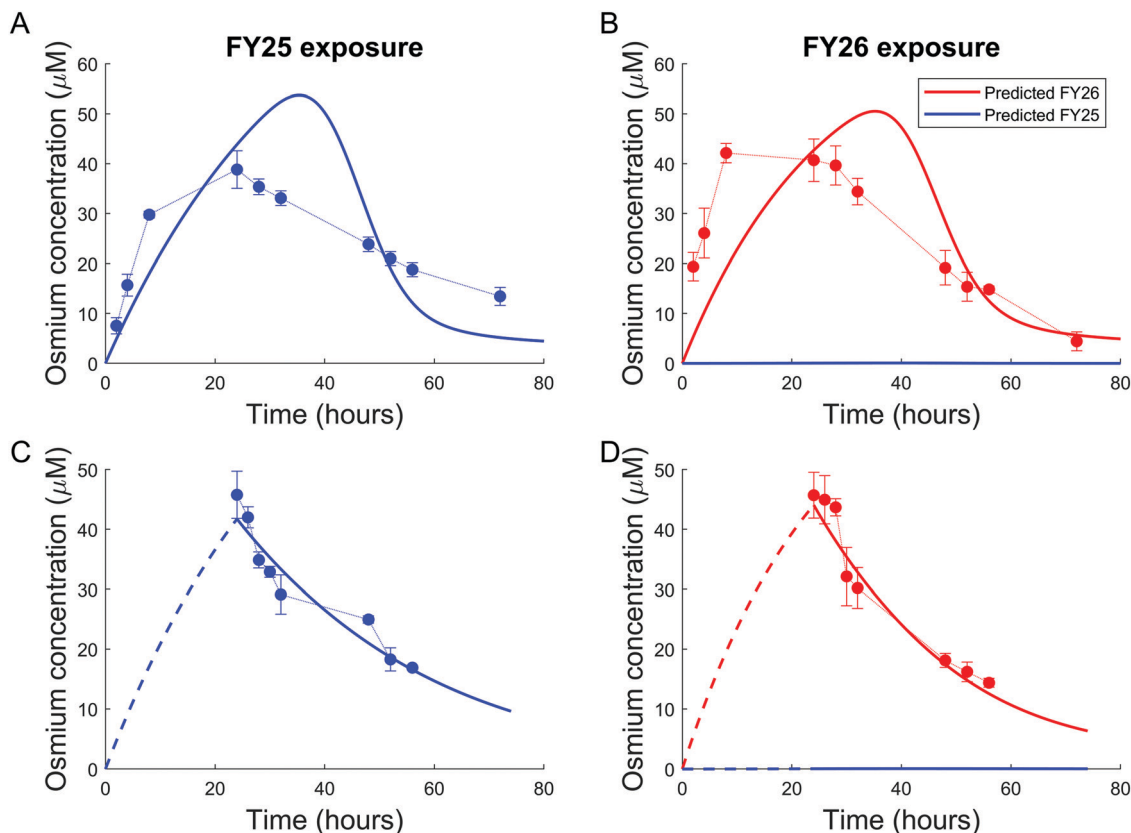 A
FY25 exposure
Osmium concentration (μM)
60
50
40
30
20
10
0
0 20 40 60 80
Time (hours)
B
FY26 exposure
Predicted FY26
Predicted FY25
Osmium concentration (μM)
60
50
40
30
20
10
0
0 20 40 60 80
Time (hours)
C
Osmium concentration (μM)
50
40
30
20
10
0
0 20 40 60 80
Time (hours)
D
Osmium concentration (μM)
50
40
30
20
10
0
0 20 40 60 80
Time (hours)